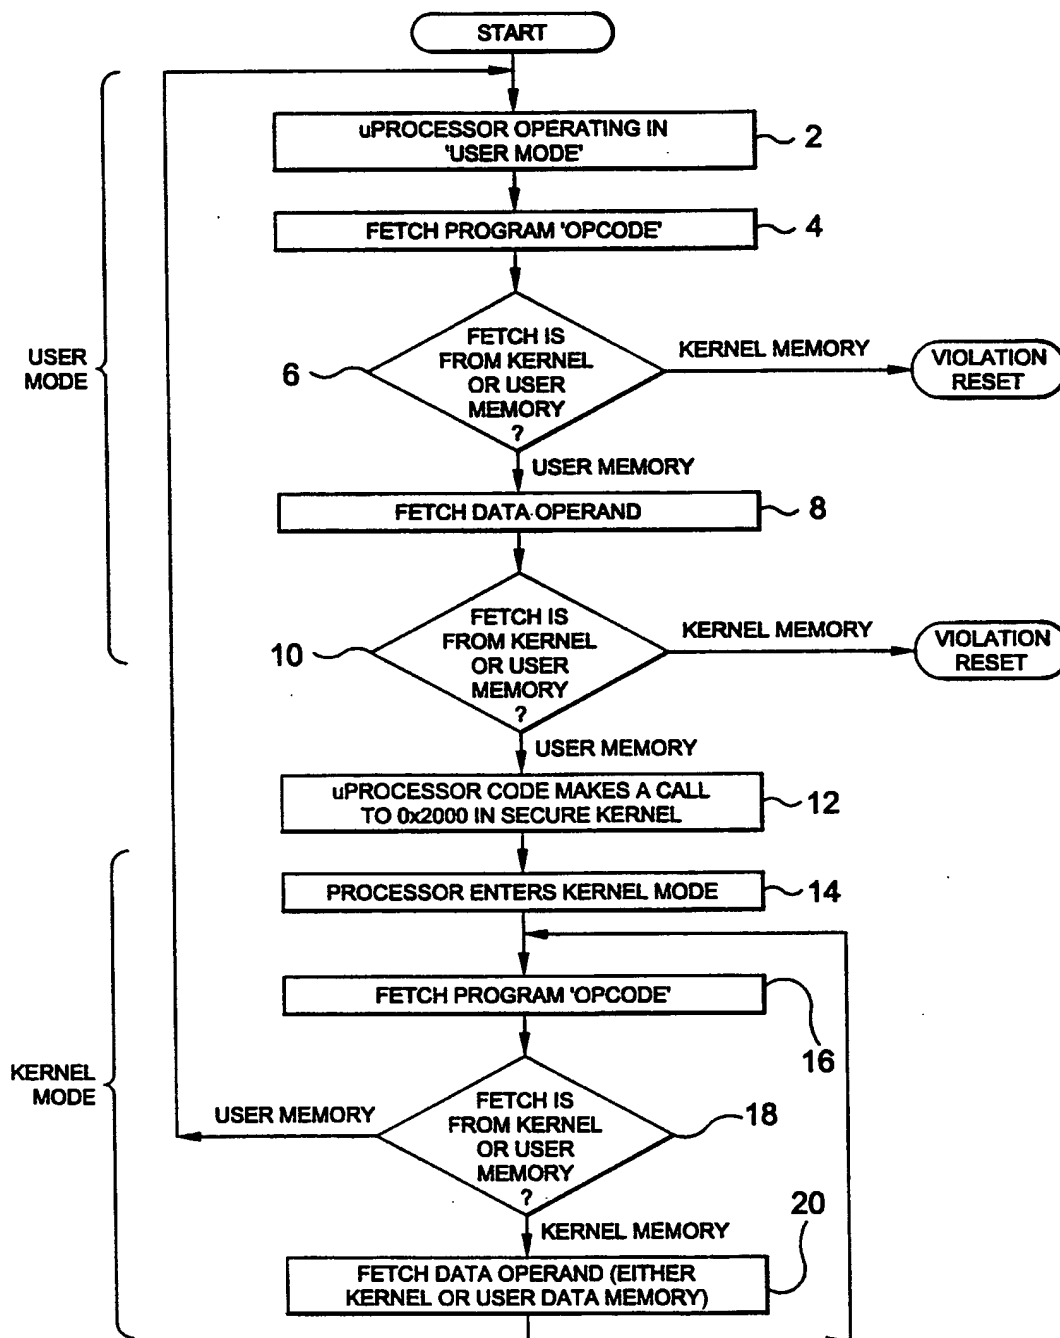 START
uPROCESSOR OPERATING IN
'USER MODE'
2
FETCH PROGRAM 'OPCODE'
4
USER
MODE
6
FETCH IS
FROM KERNEL
OR USER
MEMORY
?
KERNEL MEMORY
VIOLATION
RESET
USER MEMORY
FETCH DATA OPERAND
8
10
FETCH IS
FROM KERNEL
OR USER
MEMORY
?
KERNEL MEMORY
VIOLATION
RESET
USER MEMORY
uPROCESSOR CODE MAKES A CALL
TO 0x2000 IN SECURE KERNEL
12
PROCESSOR ENTERS KERNEL MODE
14
FETCH PROGRAM 'OPCODE'
16
KERNEL
MODE
USER MEMORY
FETCH IS
FROM KERNEL
OR USER
MEMORY
?
18
KERNEL MEMORY
20
FETCH DATA OPERAND (EITHER
KERNEL OR USER DATA MEMORY)